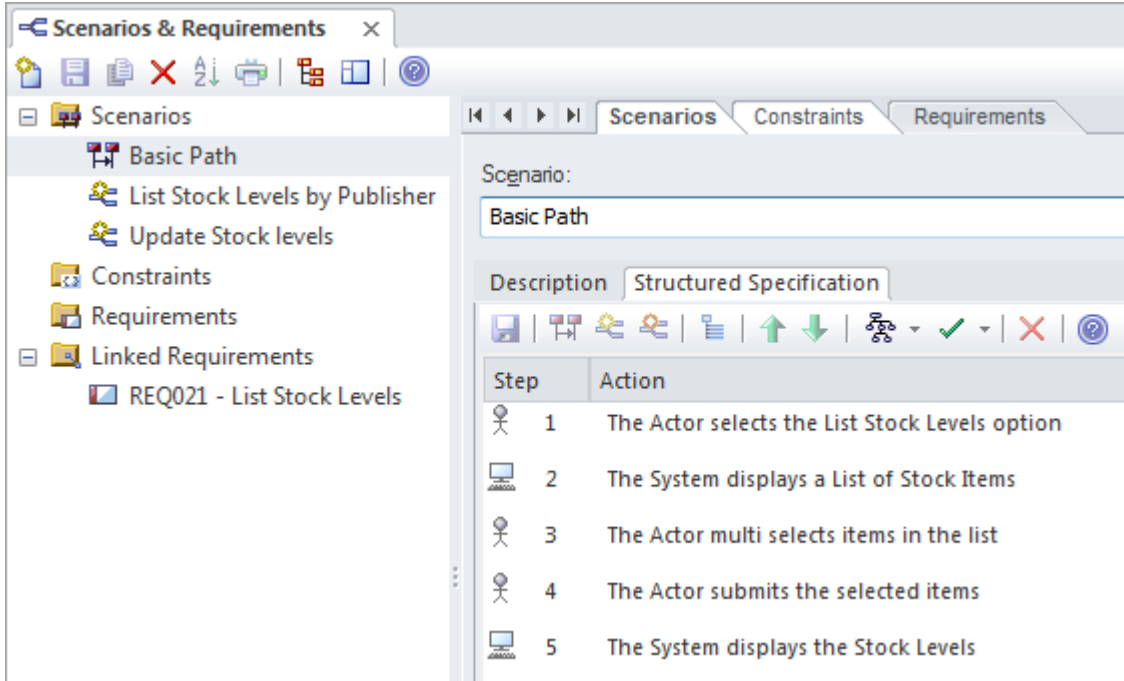 Scenarios & Requirements
Scenarios
Basic Path
List Stock Levels by Publisher
Update Stock levels
Constraints
Requirements
Linked Requirements
REQ021 - List Stock Levels
Scenarios Constraints Requirements
Scenario:
Basic Path
Description Structured Specification
Step Action
1 The Actor selects the List Stock Levels option
2 The System displays a List of Stock Items
3 The Actor multi selects items in the list
4 The Actor submits the selected items
5 The System displays the Stock Levels